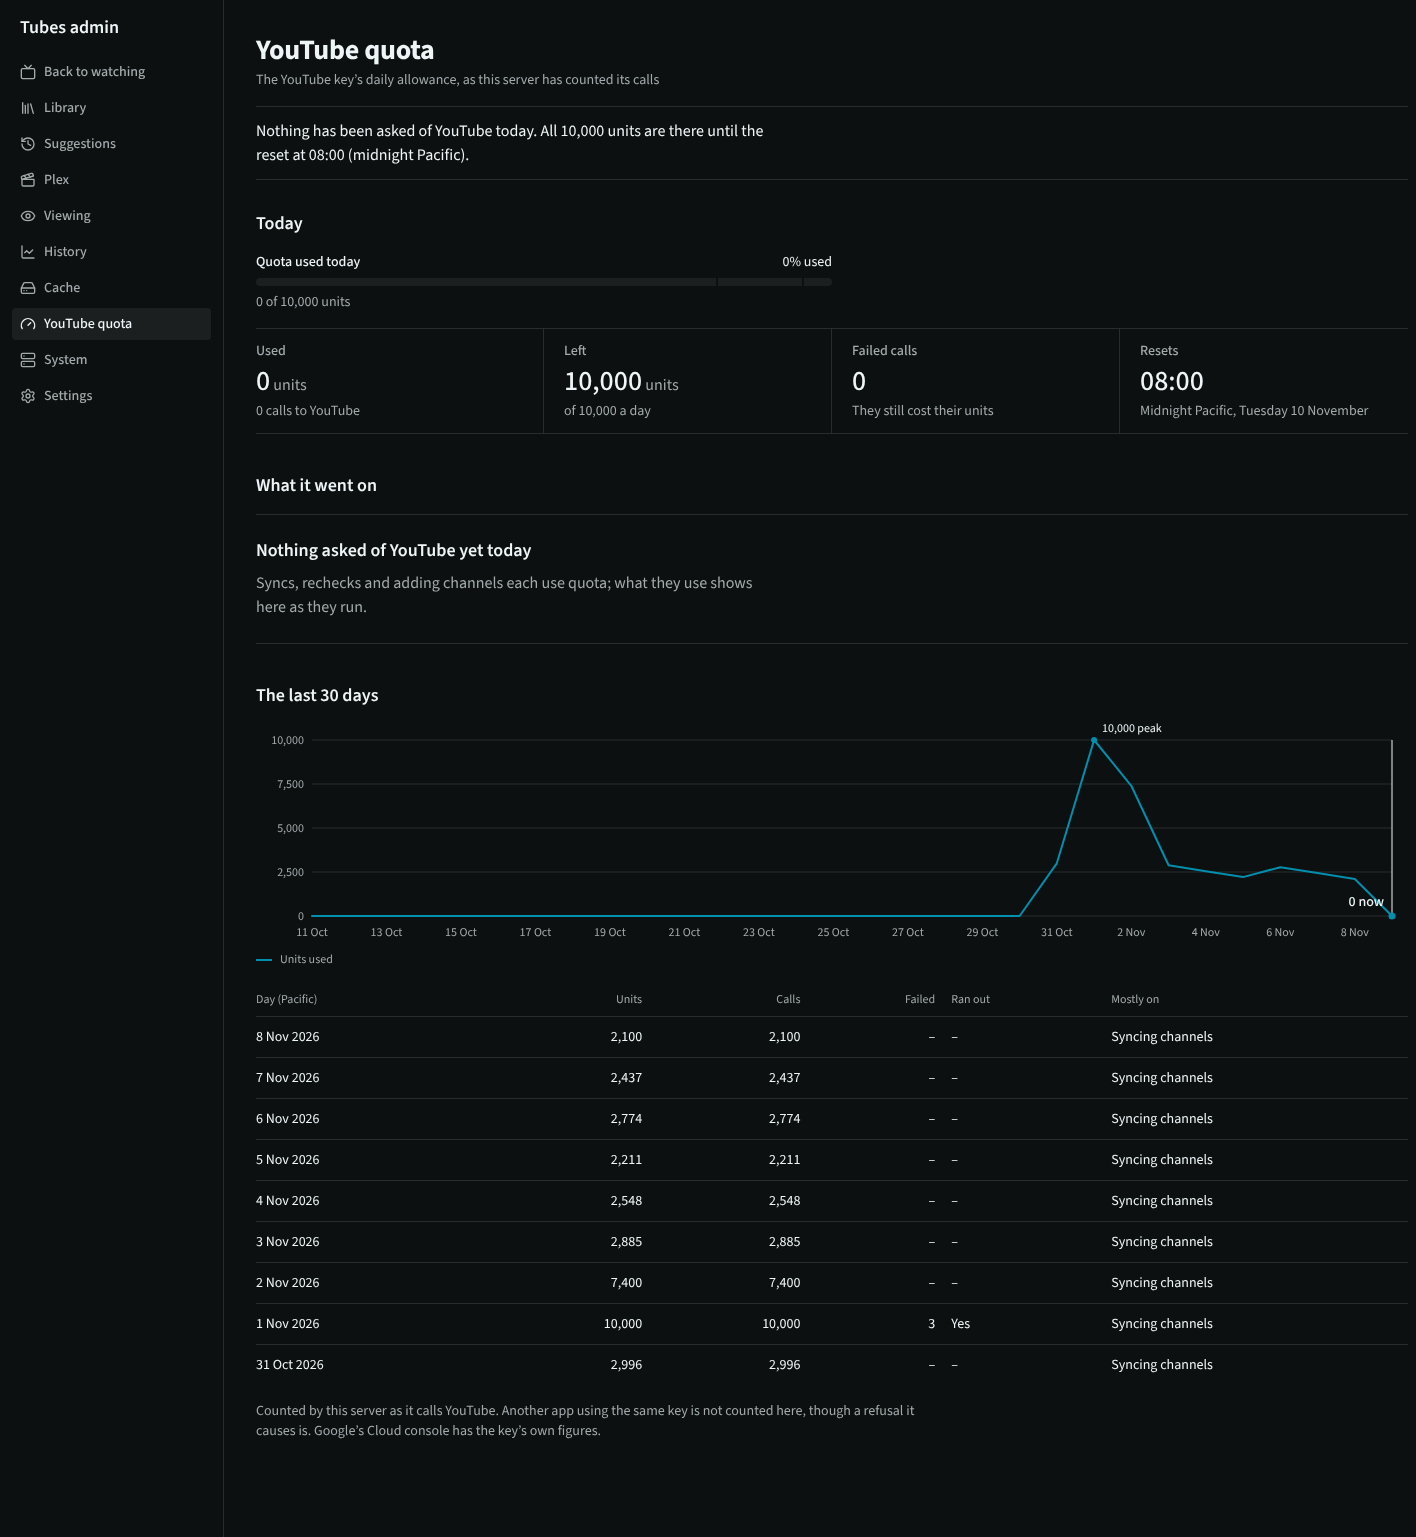 Tubes admin
Back to watching
Library
Suggestions
Plex
Viewing
History
Cache
YouTube quota
System
Settings
YouTube quota
The YouTube key’s daily allowance, as this server has counted its calls
Nothing has been asked of YouTube today. All 10,000 units are there until the
reset at 08:00 (midnight Pacific).
Today
Quota used today 0% used
0 of 10,000 units
Used Left Failed calls Resets
0 units 10,000 units 0 08:00
0 calls to YouTube of 10,000 a day They still cost their units Midnight Pacific, Tuesday 10 November
What it went on
Nothing asked of YouTube yet today
Syncs, rechecks and adding channels each use quota; what they use shows
here as they run.
The last 30 days
10,000 peak
10,000
7,500
5,000
2,500
0 now
0
11 Oct 13 Oct 15 Oct 17 Oct 19 Oct 21 Oct 23 Oct 25 Oct 27 Oct 29 Oct 31 Oct 2 Nov 4 Nov 6 Nov 8 Nov
Units used
Day (Pacific) Units Calls Failed Ran out Mostly on
8 Nov 2026 2,100 2,100 – – Syncing channels
7 Nov 2026 2,437 2,437 – – Syncing channels
6 Nov 2026 2,774 2,774 – – Syncing channels
5 Nov 2026 2,211 2,211 – – Syncing channels
4 Nov 2026 2,548 2,548 – – Syncing channels
3 Nov 2026 2,885 2,885 – – Syncing channels
2 Nov 2026 7,400 7,400 – – Syncing channels
1 Nov 2026 10,000 10,000 3 Yes Syncing channels
31 Oct 2026 2,996 2,996 – – Syncing channels
Counted by this server as it calls YouTube. Another app using the same key is not counted here, though a refusal it
causes is. Google’s Cloud console has the key’s own figures.